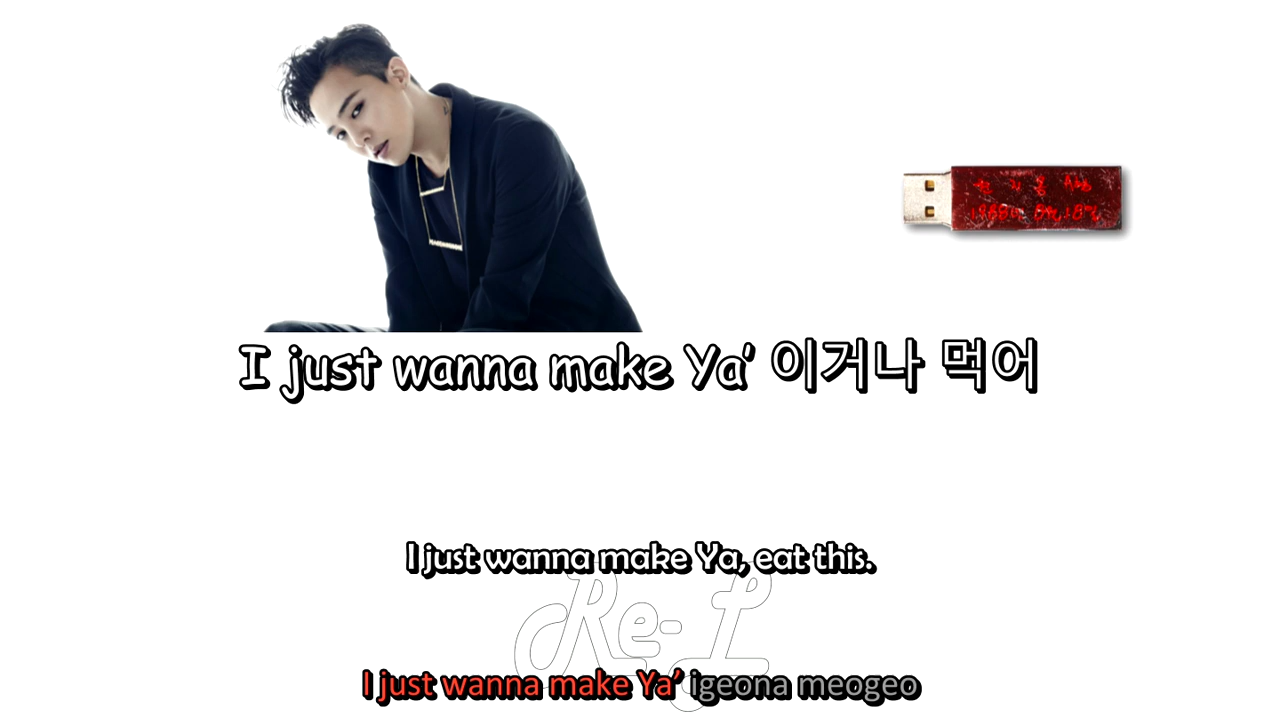 I just wanna make Ya’ 이거나 먹어
I just wanna make Ya, eat this.
Re-L
I just wanna make Ya’ igeona meogeo